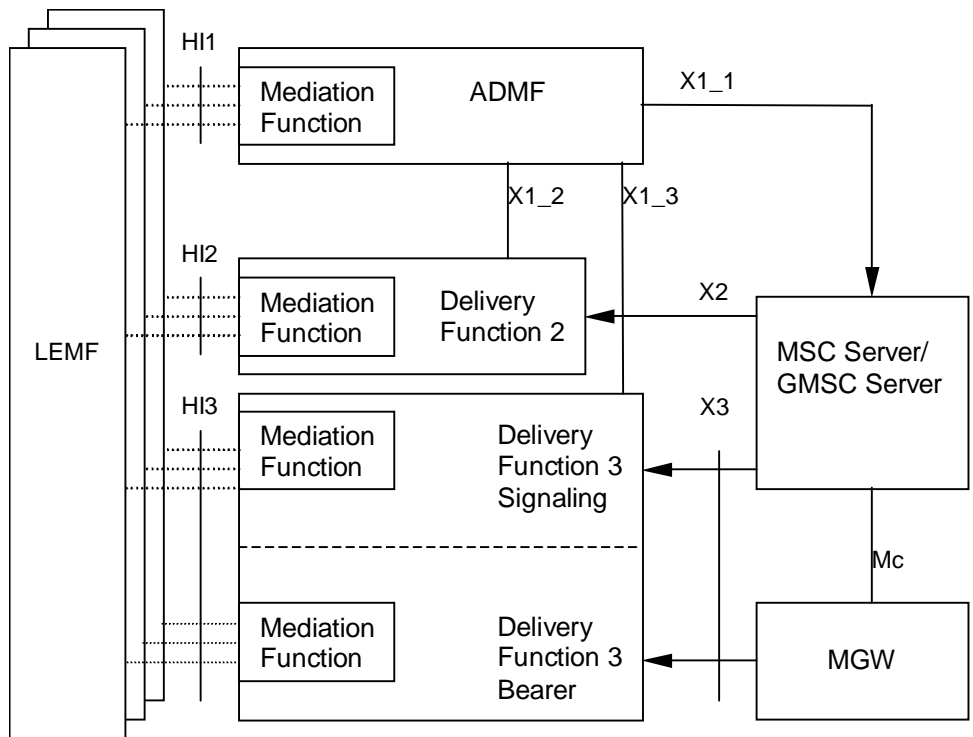 HI1
Mediation
Function
ADMF
X1_1
X1_2
X1_3
HI2
Mediation
Function
Delivery
Function 2
X2
MSC Server/
GMSC Server
LEMF
HI3
Mediation
Function
Delivery
Function 3
Signaling
X3
Mc
Mediation
Function
Delivery
Function 3
Bearer
MGW